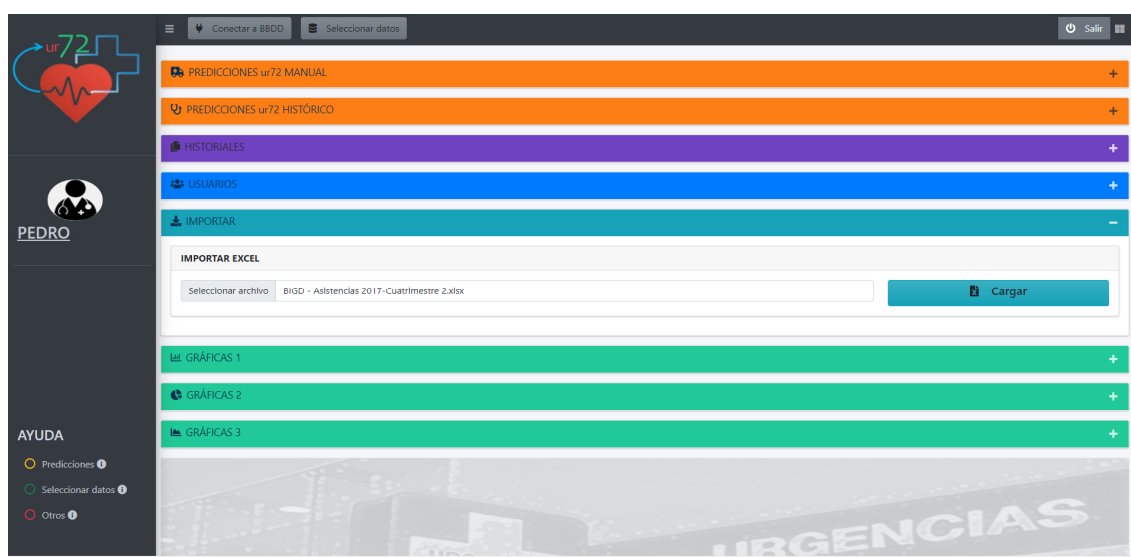 ur72
Conectar a BBDD
Seleccionar datos
Salir
PREDICCIONES ur72 MANUAL
PREDICCIONES ur72 HISTÓRICO
HISTORIALES
USUARIOS
PEDRO
IMPORTAR
IMPORTAR EXCEL
Seleccionar archivo BIGD - Asistencias 2017-Cuatrimestre 2.xlsx
Cargar
GRÁFICAS 1
GRÁFICAS 2
GRÁFICAS 3
AYUDA
Predicciones
Seleccionar datos
Otros
URGENCIAS